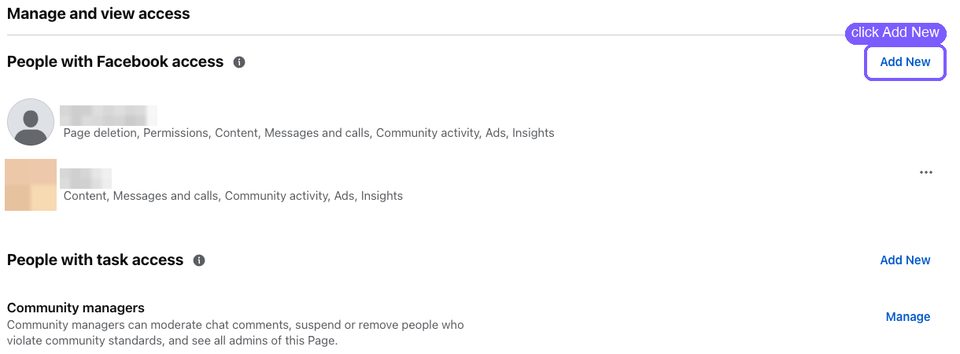 Manage and view access
click Add New
People with Facebook access
Add New
Page deletion, Permissions, Content, Messages and calls, Community activity, Ads, Insights
Content, Messages and calls, Community activity, Ads, Insights
People with task access
Add New
Community managers
Community managers can moderate chat comments, suspend or remove people who
violate community standards, and see all admins of this Page.
Manage